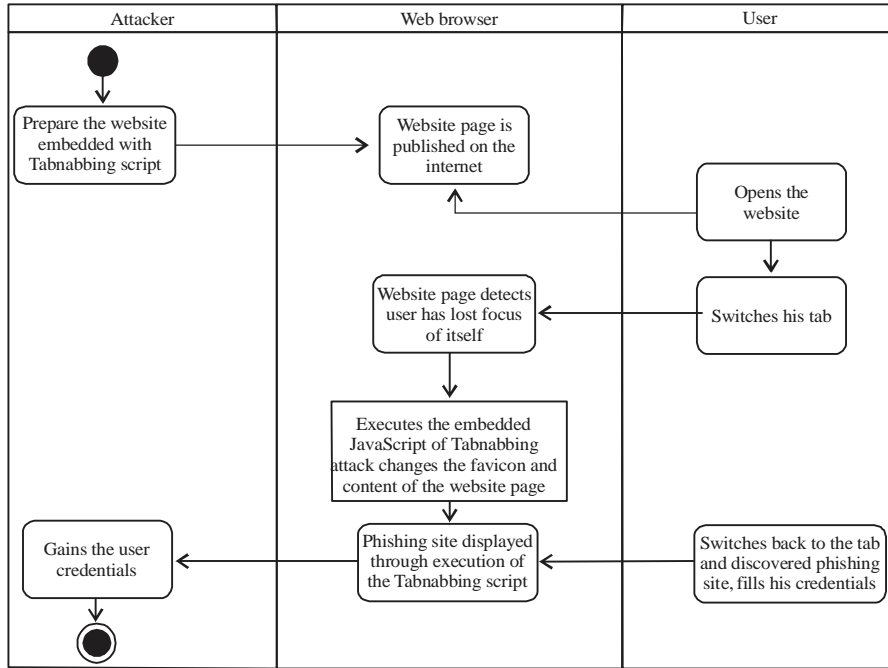 Attacker
Web browser
User
Prepare the website
embedded with
Tabnabbing script
Website page is
published on the
internet
Opens the
website
Website page detects
user has lost focus
of itself
Switches his tab
Executes the embedded
JavaScript of Tabnabbing
attack changes the favicon and
content of the website page
Gains the user
credentials
Phishing site displayed
through execution of
the Tabnabbing script
Switches back to the tab
and discovered phishing
site, fills his credentials